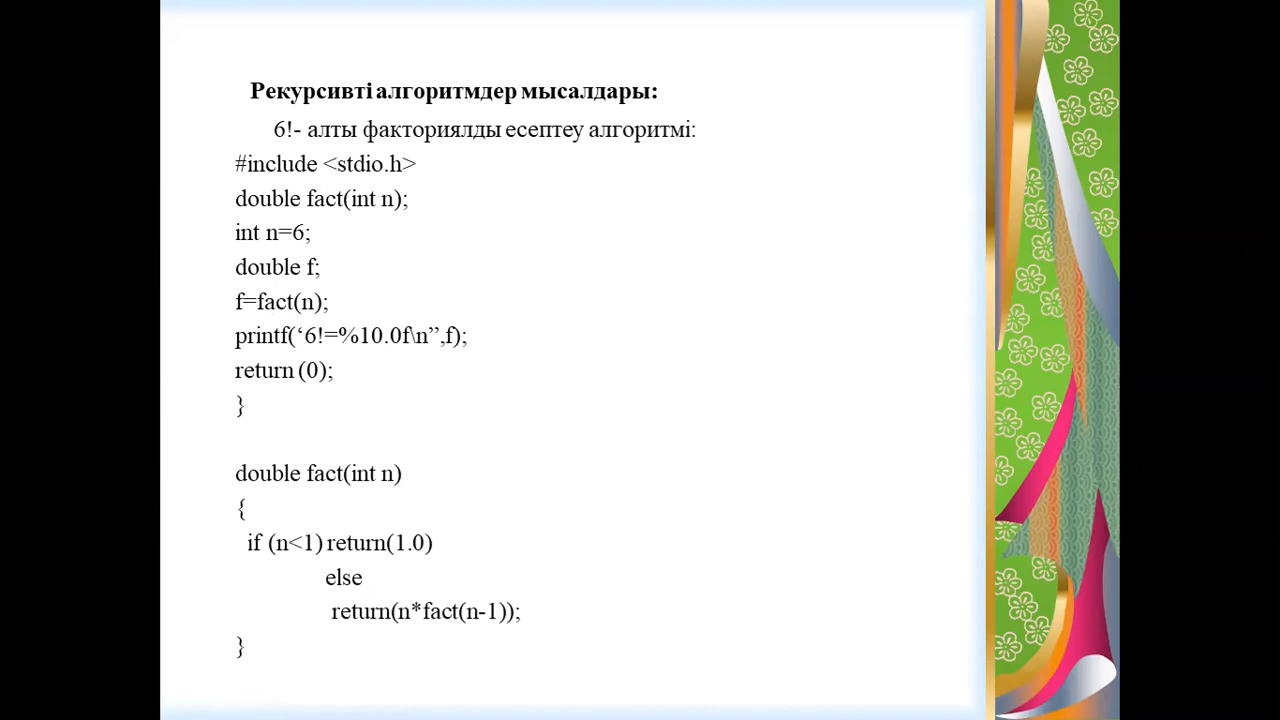 Рекурсивті алгоритмдер мысалдары:
6!- алты факториялды есептеу алгоритмі:
#include <stdio.h>
double fact(int n);
int n=6;
double f;
f=fact(n);
printf(‘6!=%10.0f\n”,f);
return (0);
}
double fact(int n)
{
if (n<1) return(1.0)
else
return(n*fact(n-1));
}